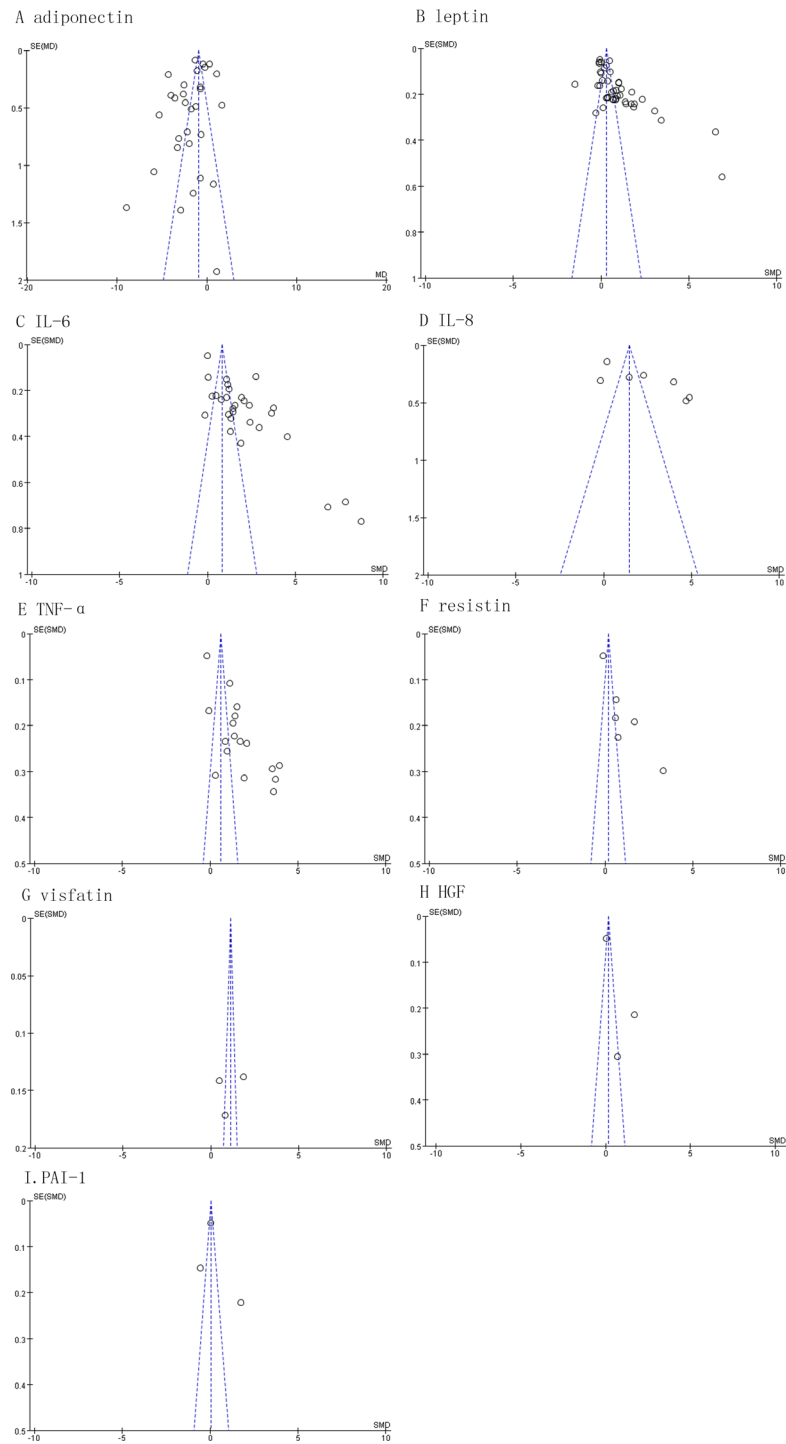 A adiponectin
SE(MD)
0
0.5
1
1.5
2
-20 -10 0 10 20
MD
B leptin
SE(SMD)
0
0.2
0.4
0.6
0.8
1
-10 -5 0 5 10
SMD
C IL-6
SE(SMD)
0
0.2
0.4
0.6
0.8
1
-10 -5 0 5 10
SMD
D IL-8
SE(SMD)
0
0.5
1
1.5
2
-10 -5 0 5 10
SMD
E TNF-α
SE(SMD)
0
0.1
0.2
0.3
0.4
0.5
-10 -5 0 5 10
SMD
F resistin
SE(SMD)
0
0.1
0.2
0.3
0.4
0.5
-10 -5 0 5 10
SMD
G visfatin
SE(SMD)
0
0.05
0.1
0.15
0.2
-10 -5 0 5 10
SMD
H HGF
SE(SMD)
0
0.1
0.2
0.3
0.4
0.5
-10 -5 0 5 10
SMD
I.PAI-1
SE(SMD)
0
0.1
0.2
0.3
0.4
0.5
-10 -5 0 5 10
SMD